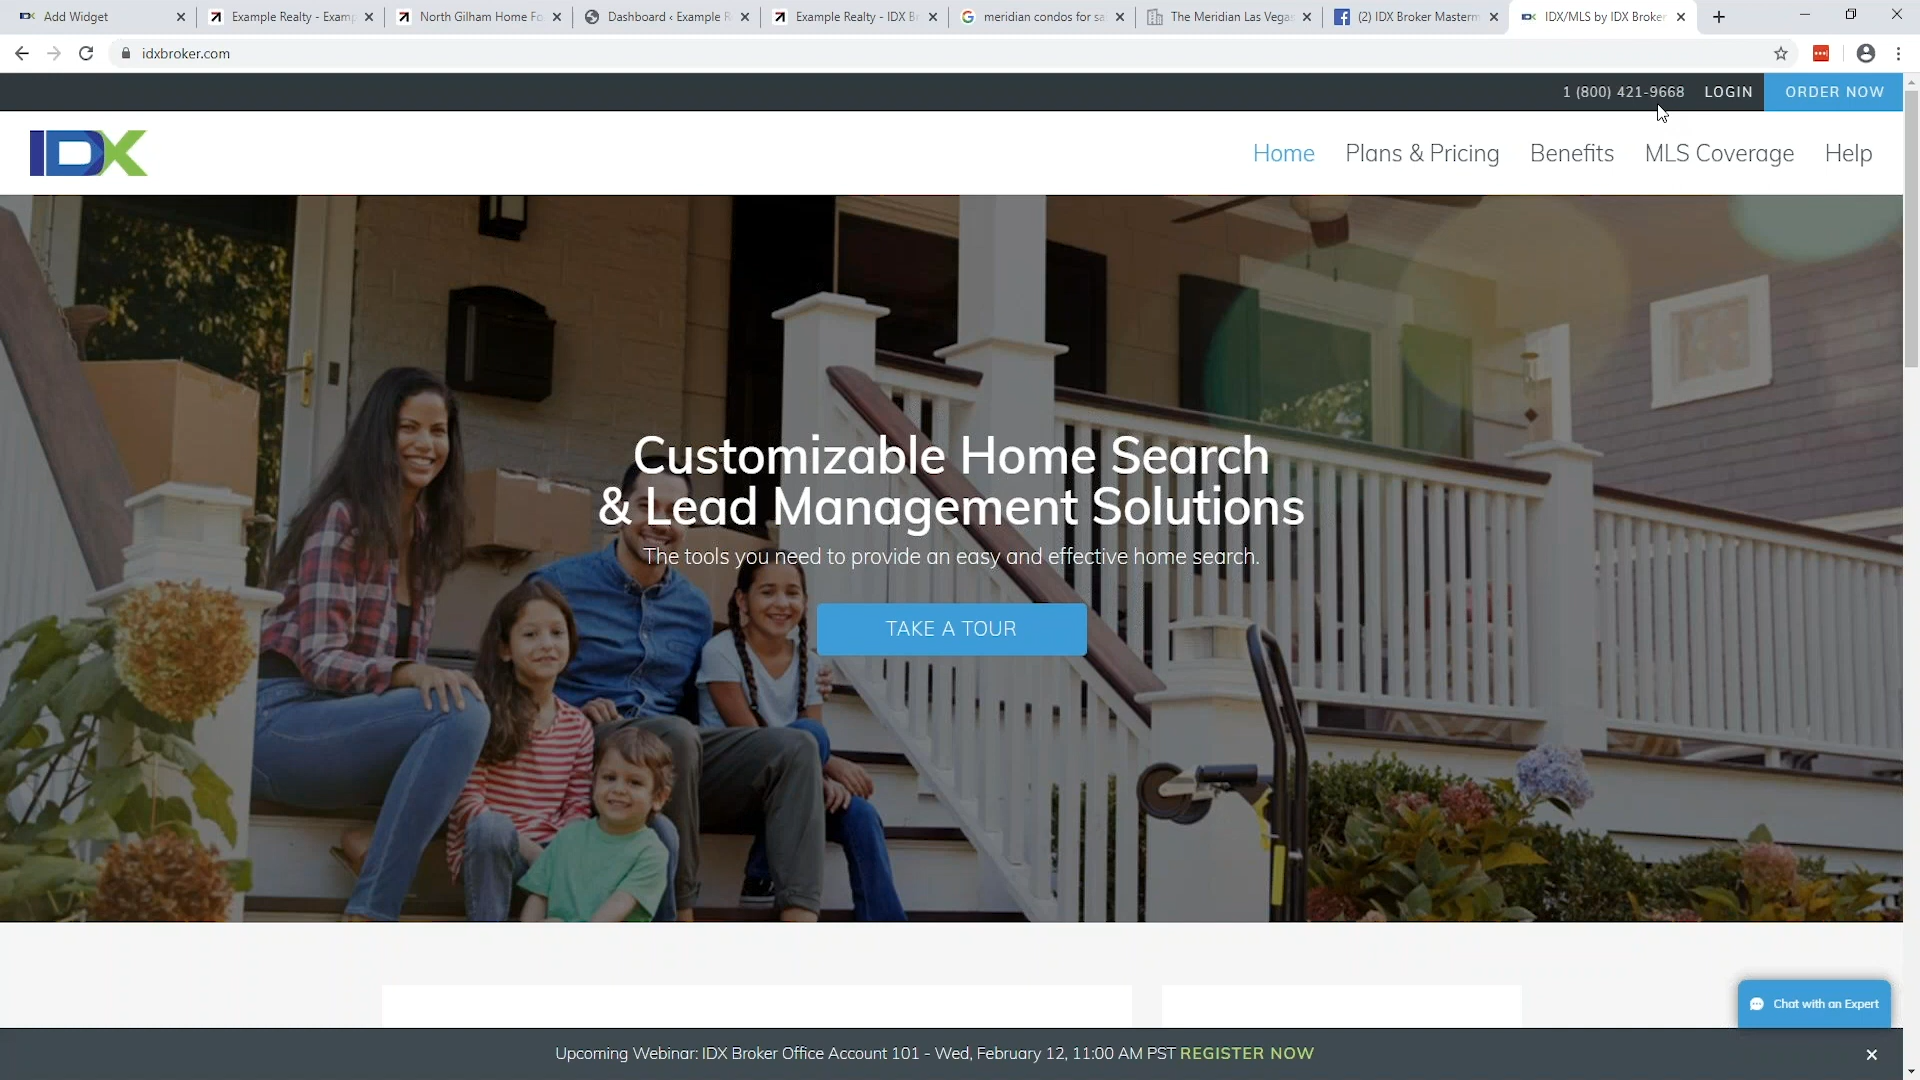 Add Widget
Example Realty - Examp
North Gilham Home Fo
Dashboard ‹ Example R
Example Realty - IDX B
meridian condos for sa
The Meridian Las Vegas
(2) IDX Broker Masterm
IDX/MLS by IDX Broker
idxbroker.com
1 (800) 421-9668
LOGIN
ORDER NOW
IDX
Home
Plans & Pricing
Benefits
MLS Coverage
Help
Customizable Home Search
& Lead Management Solutions
The tools you need to provide an easy and effective home search.
TAKE A TOUR
Chat with an Expert
Upcoming Webinar: IDX Broker Office Account 101 - Wed, February 12, 11:00 AM PST REGISTER NOW